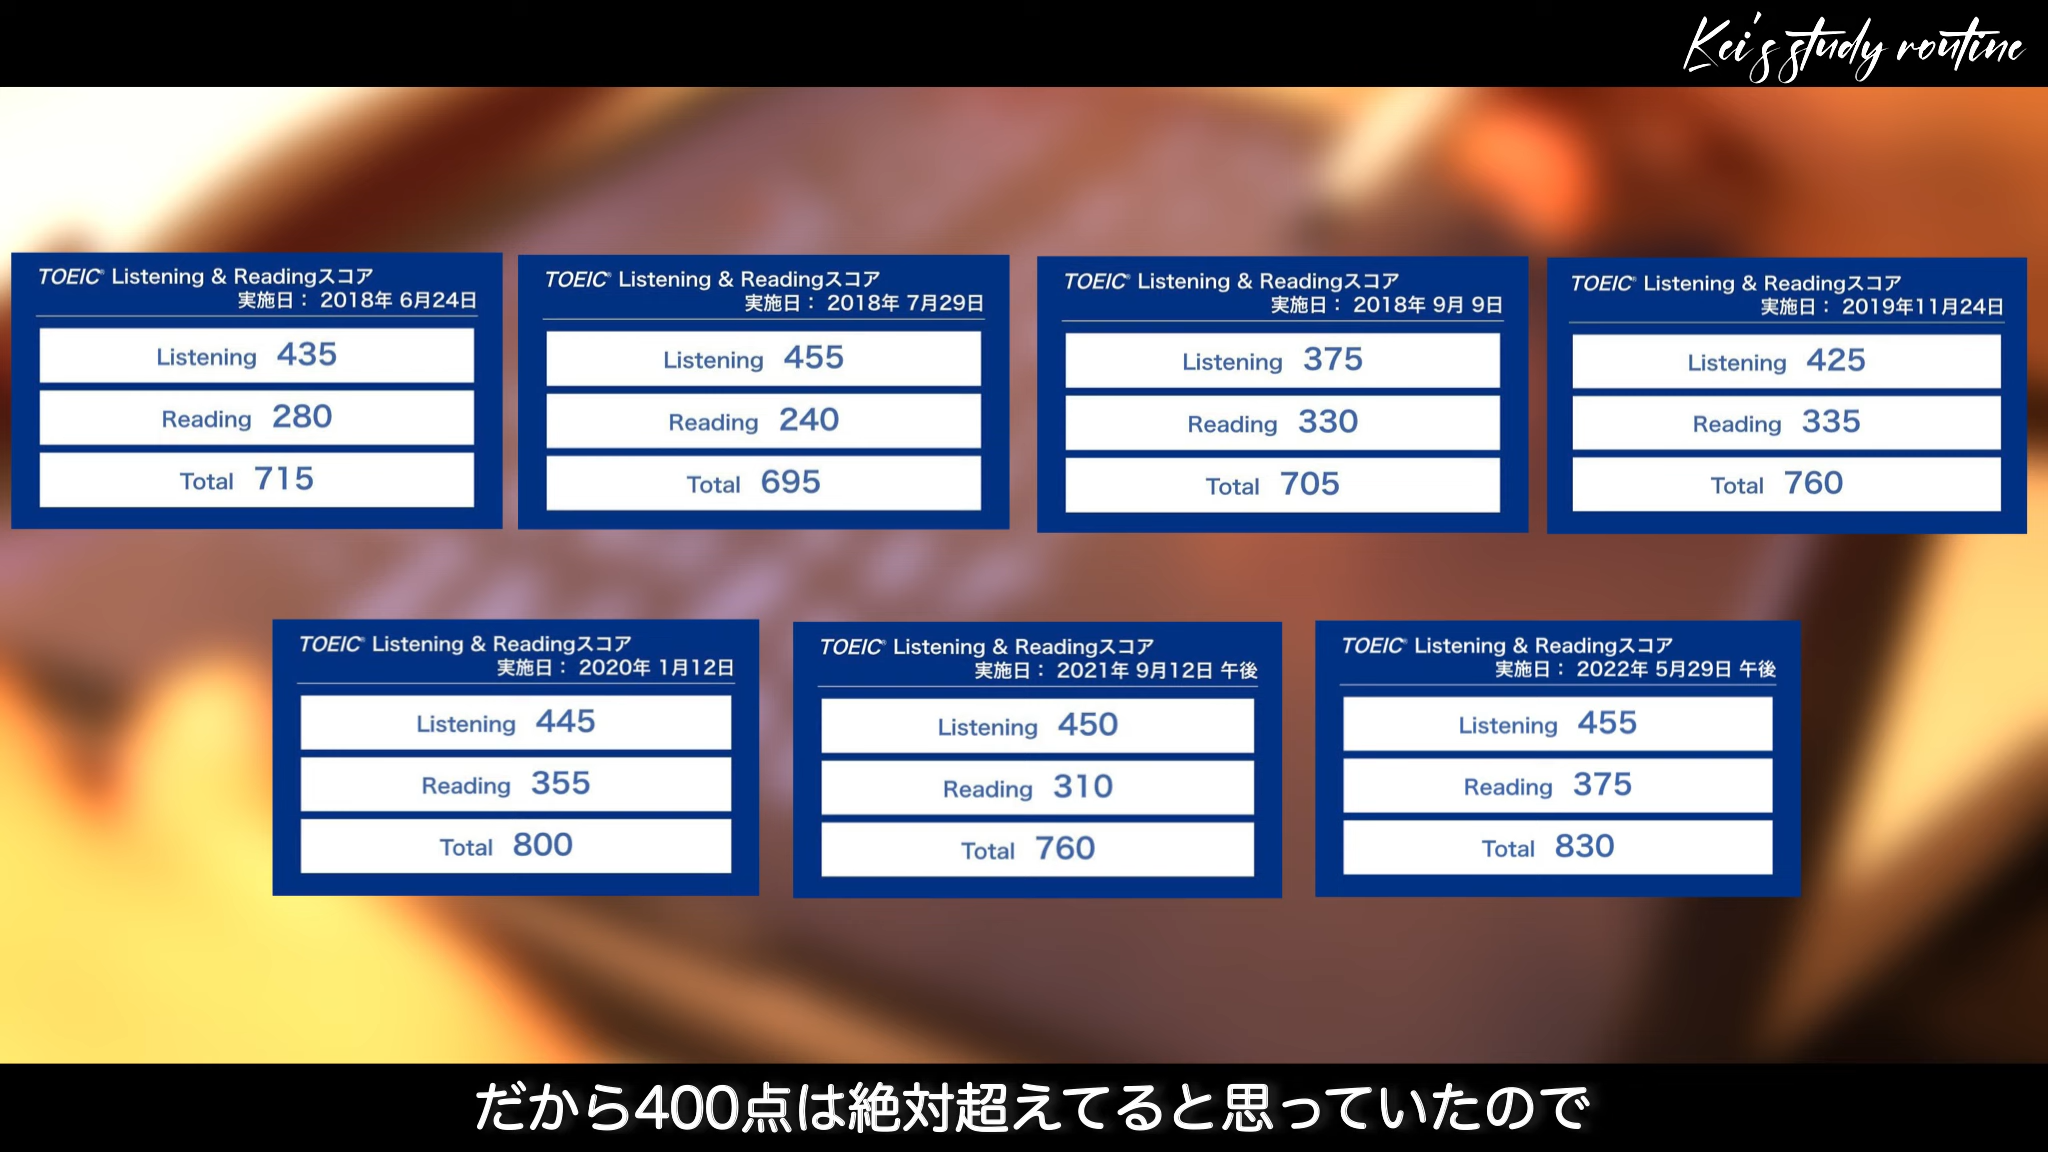 Kei's study routine
TOEIC® Listening & Readingスコア
実施日： 2018年 6月24日
Listening 435
Reading 280
Total 715
TOEIC® Listening & Readingスコア
実施日： 2018年 7月29日
Listening 455
Reading 240
Total 695
TOEIC® Listening & Readingスコア
実施日： 2018年 9月 9日
Listening 375
Reading 330
Total 705
TOEIC® Listening & Readingスコア
実施日： 2019年11月24日
Listening 425
Reading 335
Total 760
TOEIC® Listening & Readingスコア
実施日： 2020年 1月12日
Listening 445
Reading 355
Total 800
TOEIC® Listening & Readingスコア
実施日： 2021年 9月12日 午後
Listening 450
Reading 310
Total 760
TOEIC® Listening & Readingスコア
実施日： 2022年 5月29日 午後
Listening 455
Reading 375
Total 830
だから400点は絶対超えてると思っていたので